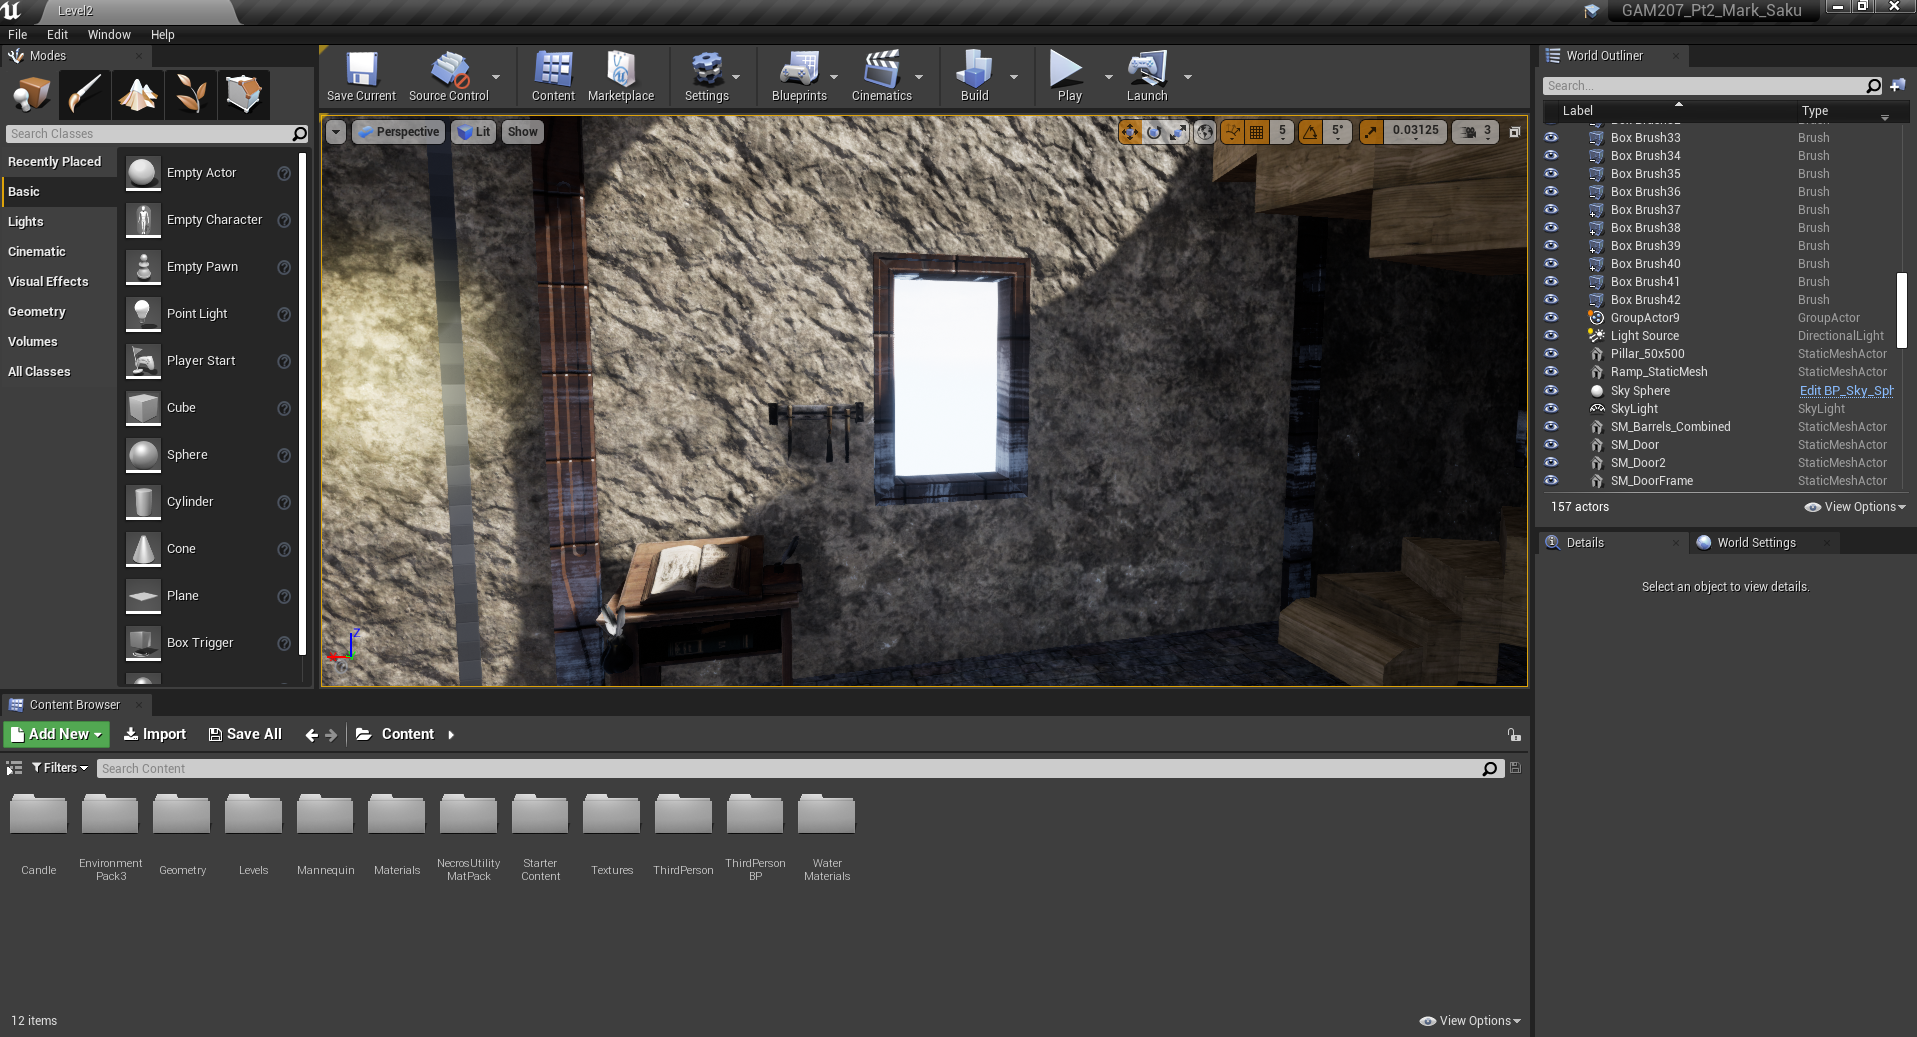 Level2
GAM207_Pt2_Mark_Saku
File Edit Window Help
Modes
Search Classes
Recently Placed
Basic
Lights
Cinematic
Visual Effects
Geometry
Volumes
All Classes
Empty Actor
Empty Character
Empty Pawn
Point Light
Player Start
Cube
Sphere
Cylinder
Cone
Plane
Box Trigger
Save Current Source Control Content Marketplace Settings Blueprints Cinematics Build Play Launch
Perspective Lit Show 5 5° 0.03125 3
Z
World Outliner
Search...
Label Type
Box Brush33 Brush
Box Brush34 Brush
Box Brush35 Brush
Box Brush36 Brush
Box Brush37 Brush
Box Brush38 Brush
Box Brush39 Brush
Box Brush40 Brush
Box Brush41 Brush
Box Brush42 Brush
GroupActor9 GroupActor
Light Source DirectionalLight
Pillar_50x500 StaticMeshActor
Ramp_StaticMesh StaticMeshActor
Sky Sphere Edit BP_Sky_Sph
SkyLight SkyLight
SM_Barrels_Combined StaticMeshActor
SM_Door StaticMeshActor
SM_Door2 StaticMeshActor
SM_DoorFrame StaticMeshActor
157 actors View Options
Details World Settings
Select an object to view details.
Content Browser
Add New Import Save All Content
Filters Search Content
Candle
Environment
Pack3
Geometry
Levels
Mannequin
Materials
NecrosUtility
MatPack
Starter
Content
Textures
ThirdPerson
ThirdPerson
BP
Water
Materials
12 items View Options